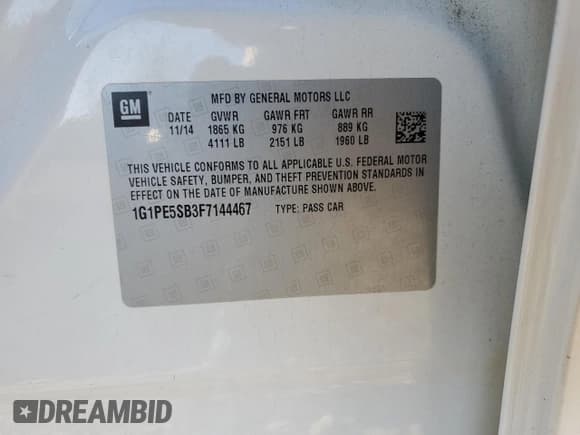 GM
MFD BY GENERAL MOTORS LLC
DATE GVWR GAWR FRT GAWR RR
11/14 1865 KG 976 KG 889 KG
4111 LB 2151 LB 1960 LB
THIS VEHICLE CONFORMS TO ALL APPLICABLE U.S. FEDERAL MOTOR
VEHICLE SAFETY, BUMPER, AND THEFT PREVENTION STANDARDS IN
EFFECT ON THE DATE OF MANUFACTURE SHOWN ABOVE.
1G1PE5SB3F7144467 TYPE: PASS CAR
DREAMBID